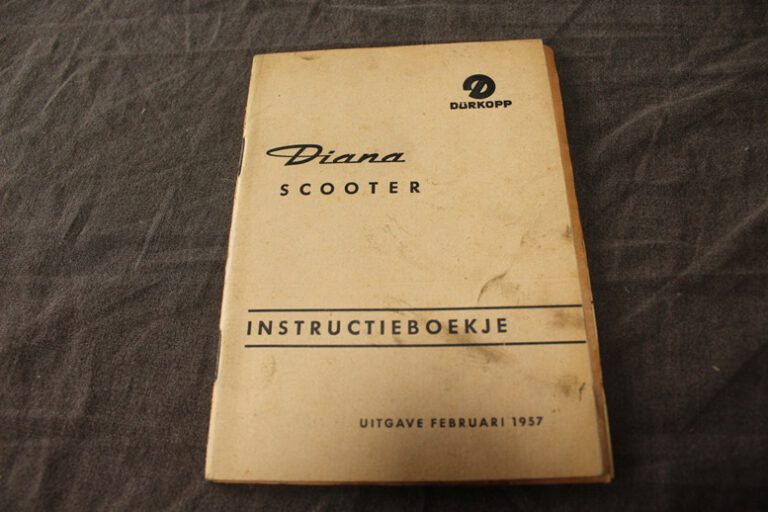 DÜRKOPP
Diana
SCOOTER
INSTRUCTIEBOEKJE
UITGAVE FEBRUARI 1957